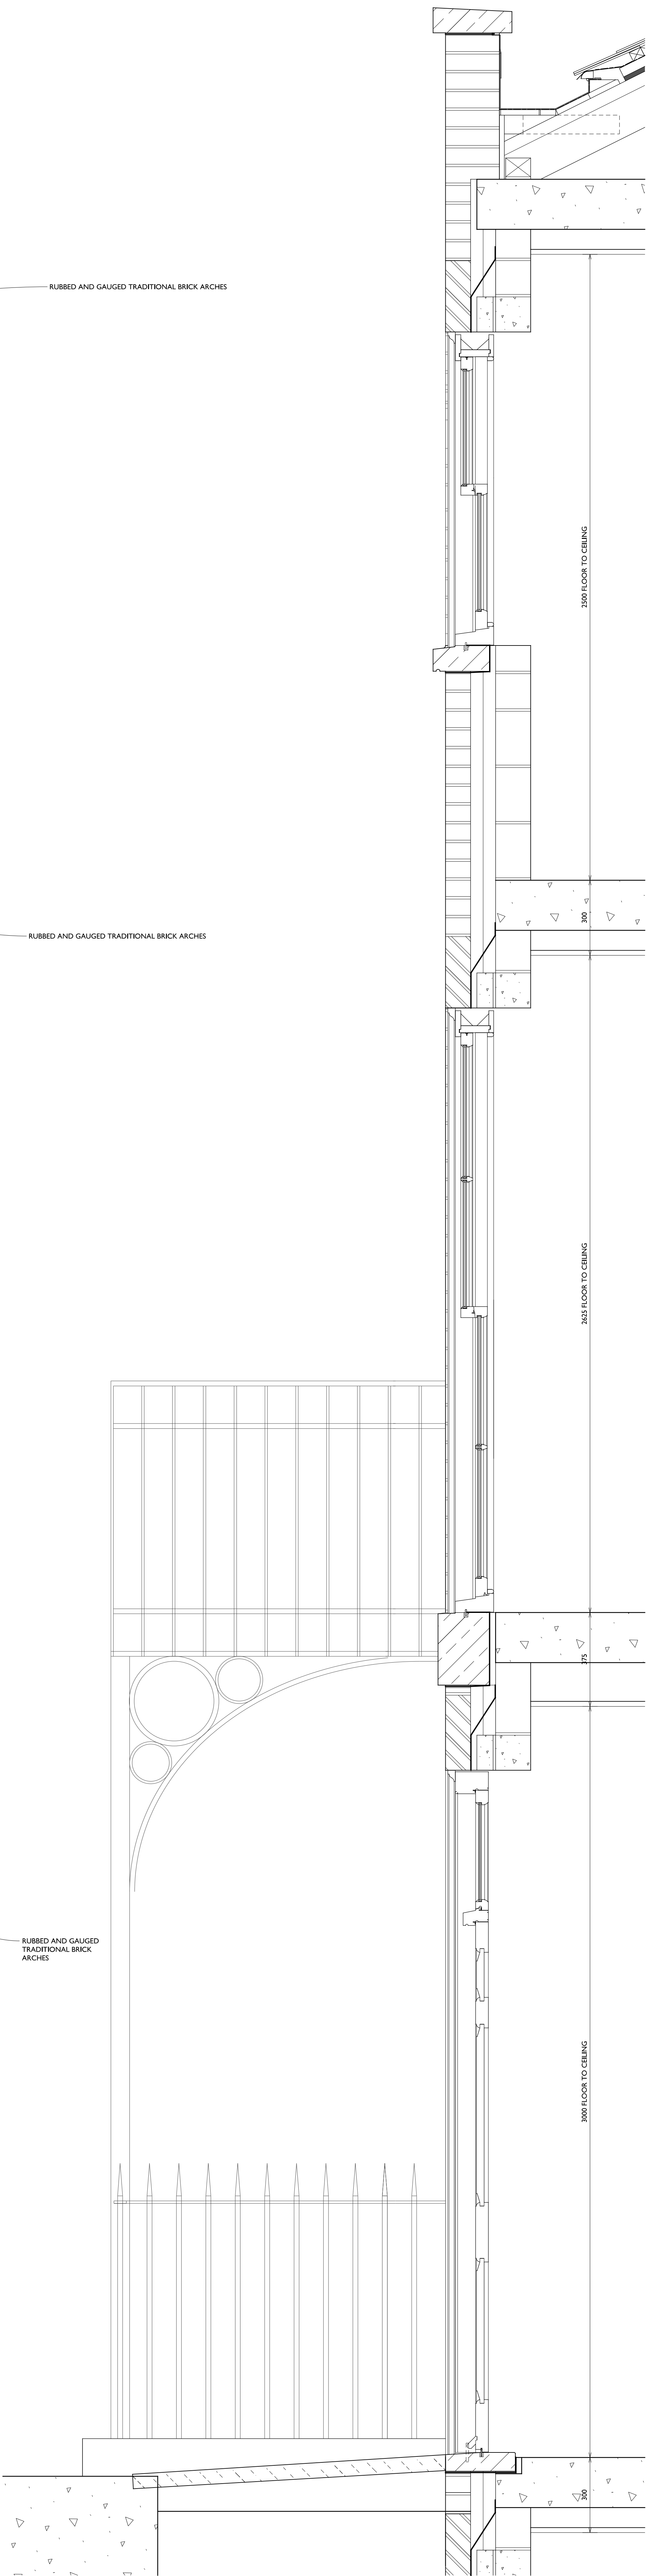 RUBBED AND GAUGED TRADITIONAL BRICK ARCHES
2500 FLOOR TO CEILING
300
RUBBED AND GAUGED TRADITIONAL BRICK ARCHES
2625 FLOOR TO CEILING
375
RUBBED AND GAUGED
TRADITIONAL BRICK
ARCHES
3000 FLOOR TO CEILING
300